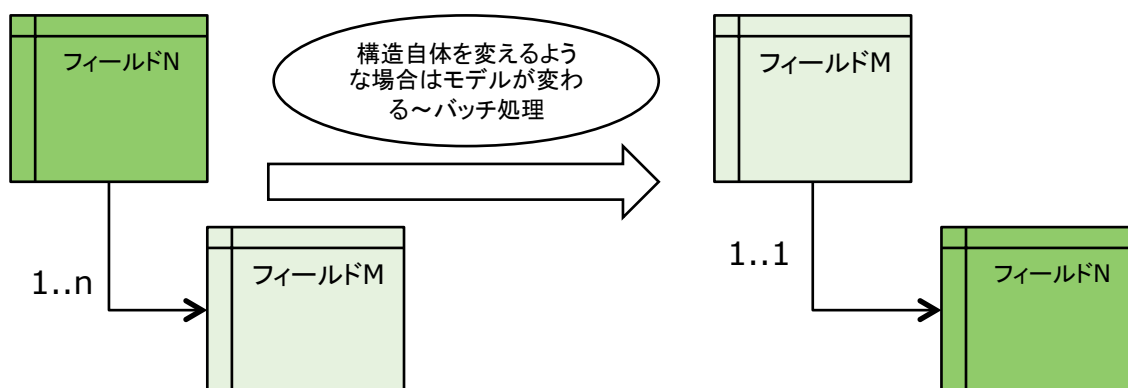 フィールドN
構造自体を変えるよう
な場合はモデルが変わ
る～バッチ処理
フィールドM
1..n
フィールドM
1..1
フィールドN